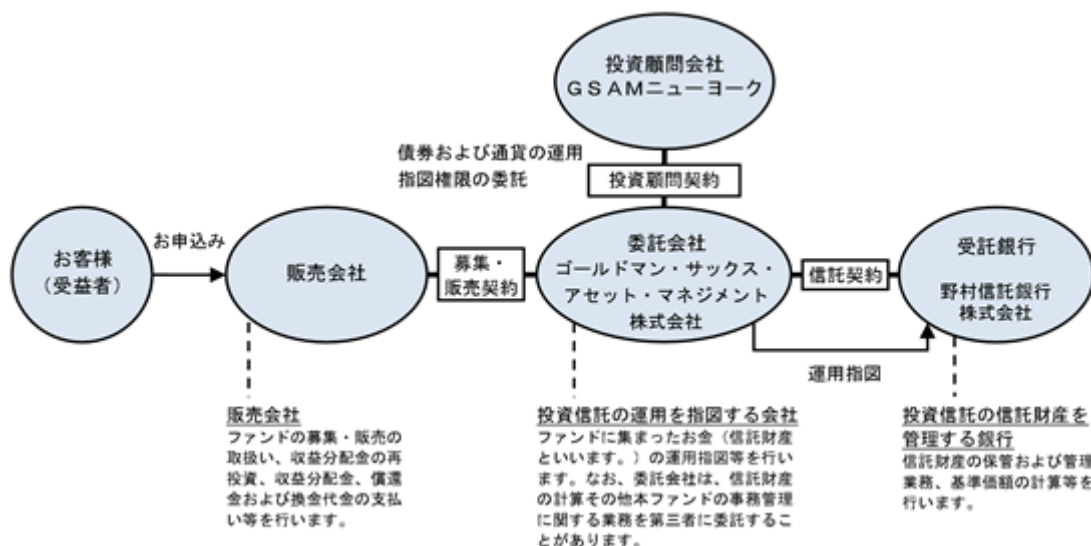 投資顧問会社
ＧＳＡＭニューヨーク
債券および通貨の運用
指図権限の委託
投資顧問契約
お客様
（受益者）
お申込み
販売会社
募集・
販売契約
委託会社
ゴールドマン・サックス・
アセット・マネジメント
株式会社
信託契約
受託銀行
野村信託銀行
株式会社
運用指図
販売会社
ファンドの募集・販売の
取扱い、収益分配金の再
投資、収益分配金、償還
金および換金代金の支払
い等を行います。
投資信託の運用を指図する会社
ファンドに集まったお金（信託財産
といいます。）の運用指図等を行い
ます。なお、委託会社は、信託財産
の計算その他本ファンドの事務管理
に関する業務を第三者に委託するこ
とがあります。
投資信託の信託財産を
管理する銀行
信託財産の保管および管理
業務、基準価額の計算等を
行います。